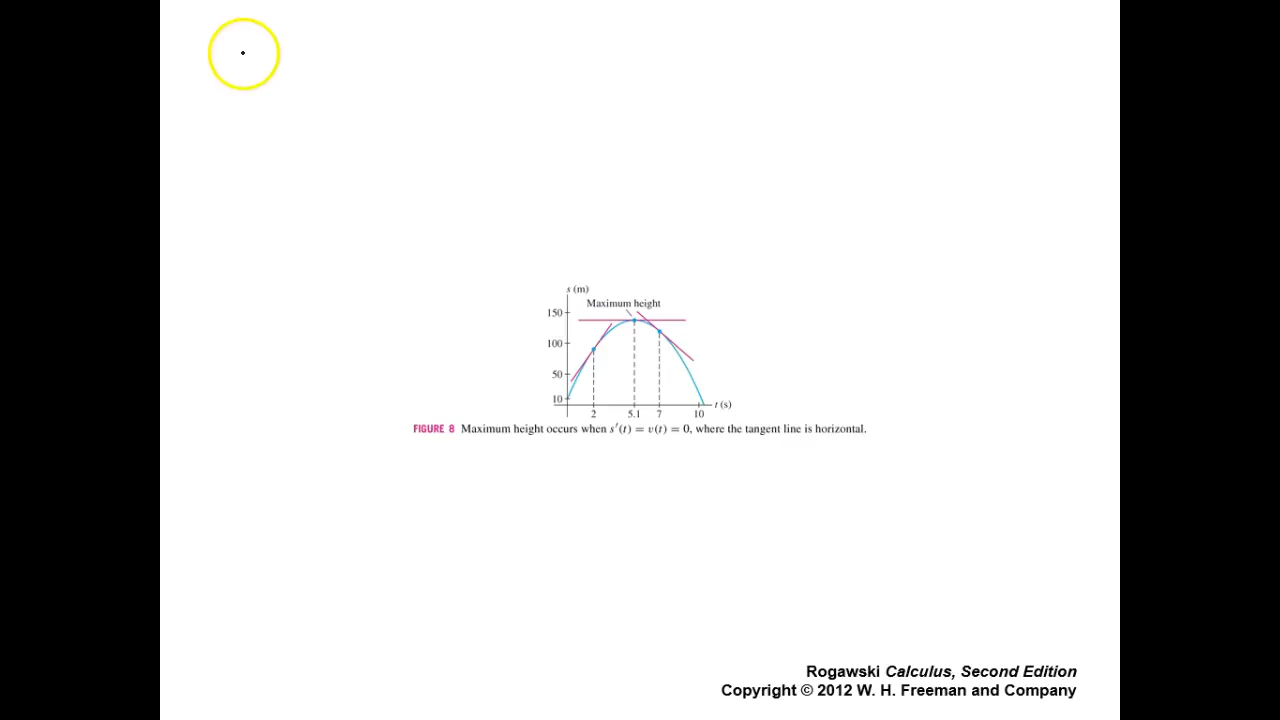 s (m)
Maximum height
150
100
50
10
t (s)
2 5.1 7 10
FIGURE 8 Maximum height occurs when s′(t) = v(t) = 0, where the tangent line is horizontal.
Rogawski Calculus, Second Edition
Copyright © 2012 W. H. Freeman and Company